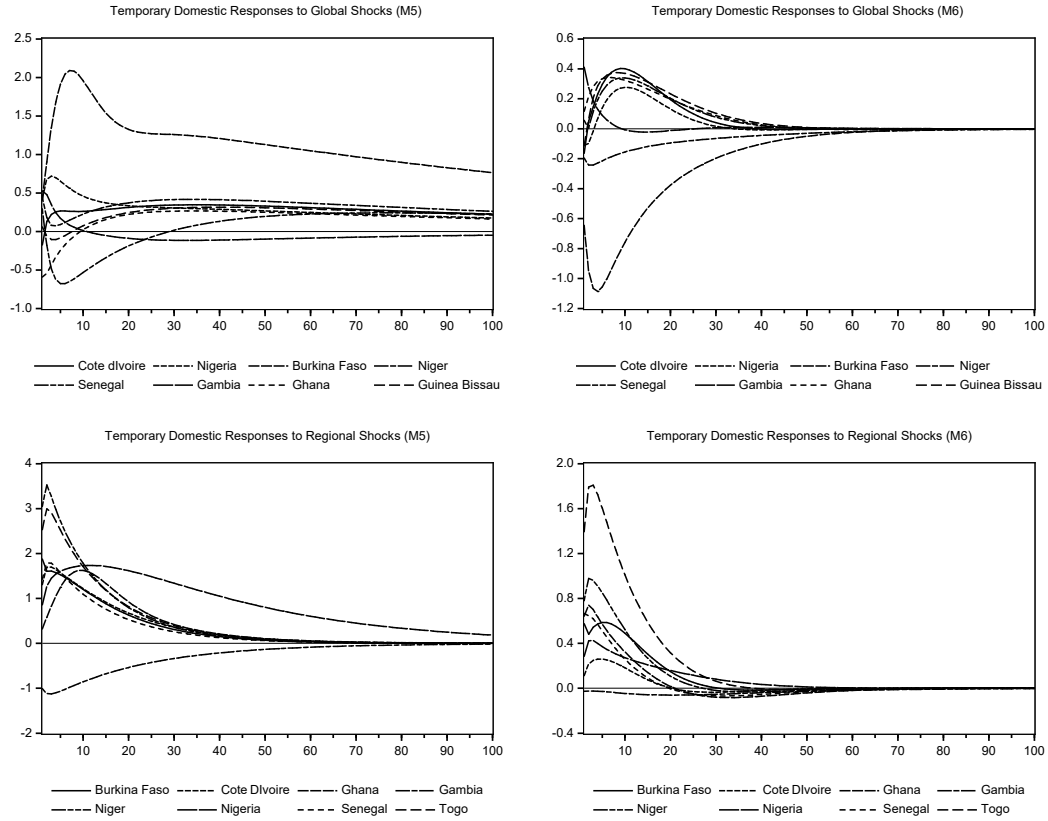 Temporary Domestic Responses to Global Shocks (M5)
2.5
2.0
1.5
1.0
0.5
0.0
-0.5
-1.0
10 20 30 40 50 60 70 80 90 100
Cote dIvoire Nigeria Burkina Faso Niger
Senegal Gambia Ghana Guinea Bissau
Temporary Domestic Responses to Global Shocks (M6)
0.6
0.4
0.2
0.0
-0.2
-0.4
-0.6
-0.8
-1.0
-1.2
10 20 30 40 50 60 70 80 90 100
Cote dIvoire Nigeria Burkina Faso Niger
Senegal Gambia Ghana Guinea Bissau
Temporary Domestic Responses to Regional Shocks (M5)
4
3
2
1
0
-1
-2
10 20 30 40 50 60 70 80 90 100
Burkina Faso Cote DIvoire Ghana Gambia
Niger Nigeria Senegal Togo
Temporary Domestic Responses to Regional Shocks (M6)
2.0
1.6
1.2
0.8
0.4
0.0
-0.4
10 20 30 40 50 60 70 80 90 100
Burkina Faso Cote DIvoire Ghana Gambia
Niger Nigeria Senegal Togo